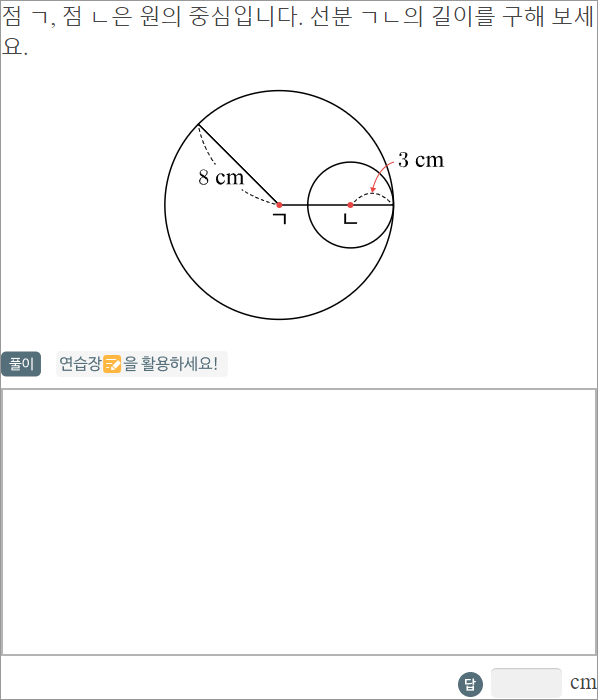 점 ㄱ, 점 ㄴ은 원의 중심입니다. 선분 ㄱㄴ의 길이를 구해 보세
요.
3 cm
8 cm
ㄱ ㄴ
풀이 연습장을 활용하세요!
답 cm